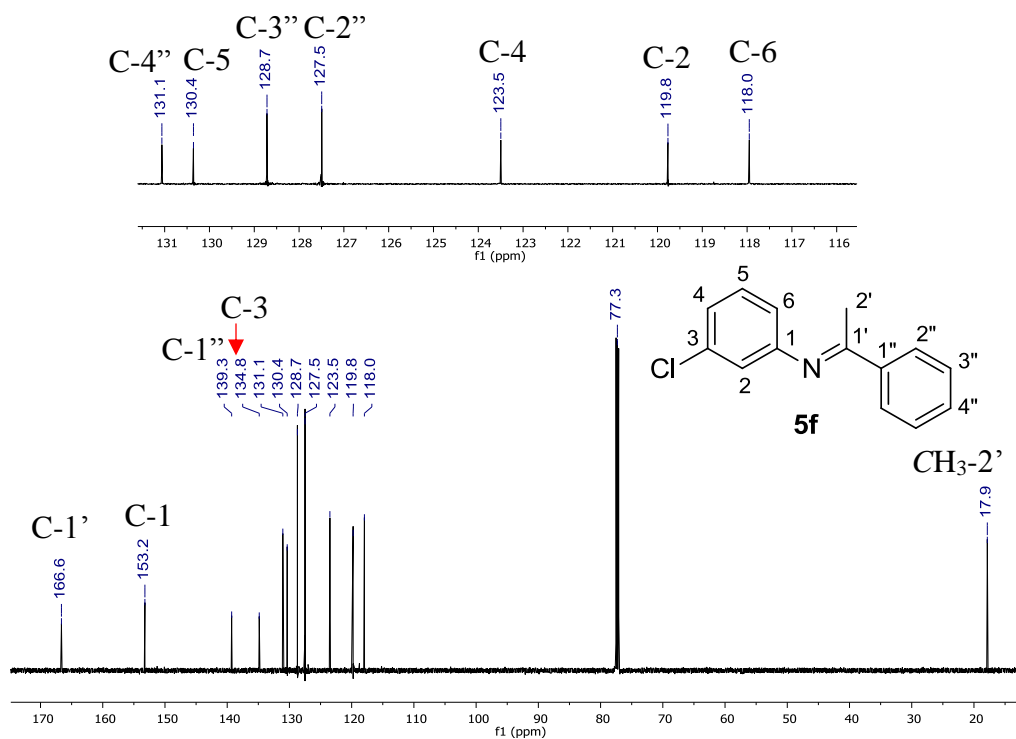 C-4” C-5 C-3” C-2” C-4 C-2 C-6
131.1 130.4 128.7 127.5 123.5 119.8 118.0
131 130 129 128 127 126 125 124 123 122 121 120 119 118 117 116
f1 (ppm)
C-3
C-1”
139.3 134.8 131.1 130.4 128.7 127.5 123.5 119.8 118.0
77.3
5 4 6 3 1 2 Cl N 1' 2' 1" 2" 3" 4"
5f
C-1’ C-1 CH3-2’
166.6 153.2 17.9
170 160 150 140 130 120 110 100 90 80 70 60 50 40 30 20
f1 (ppm)